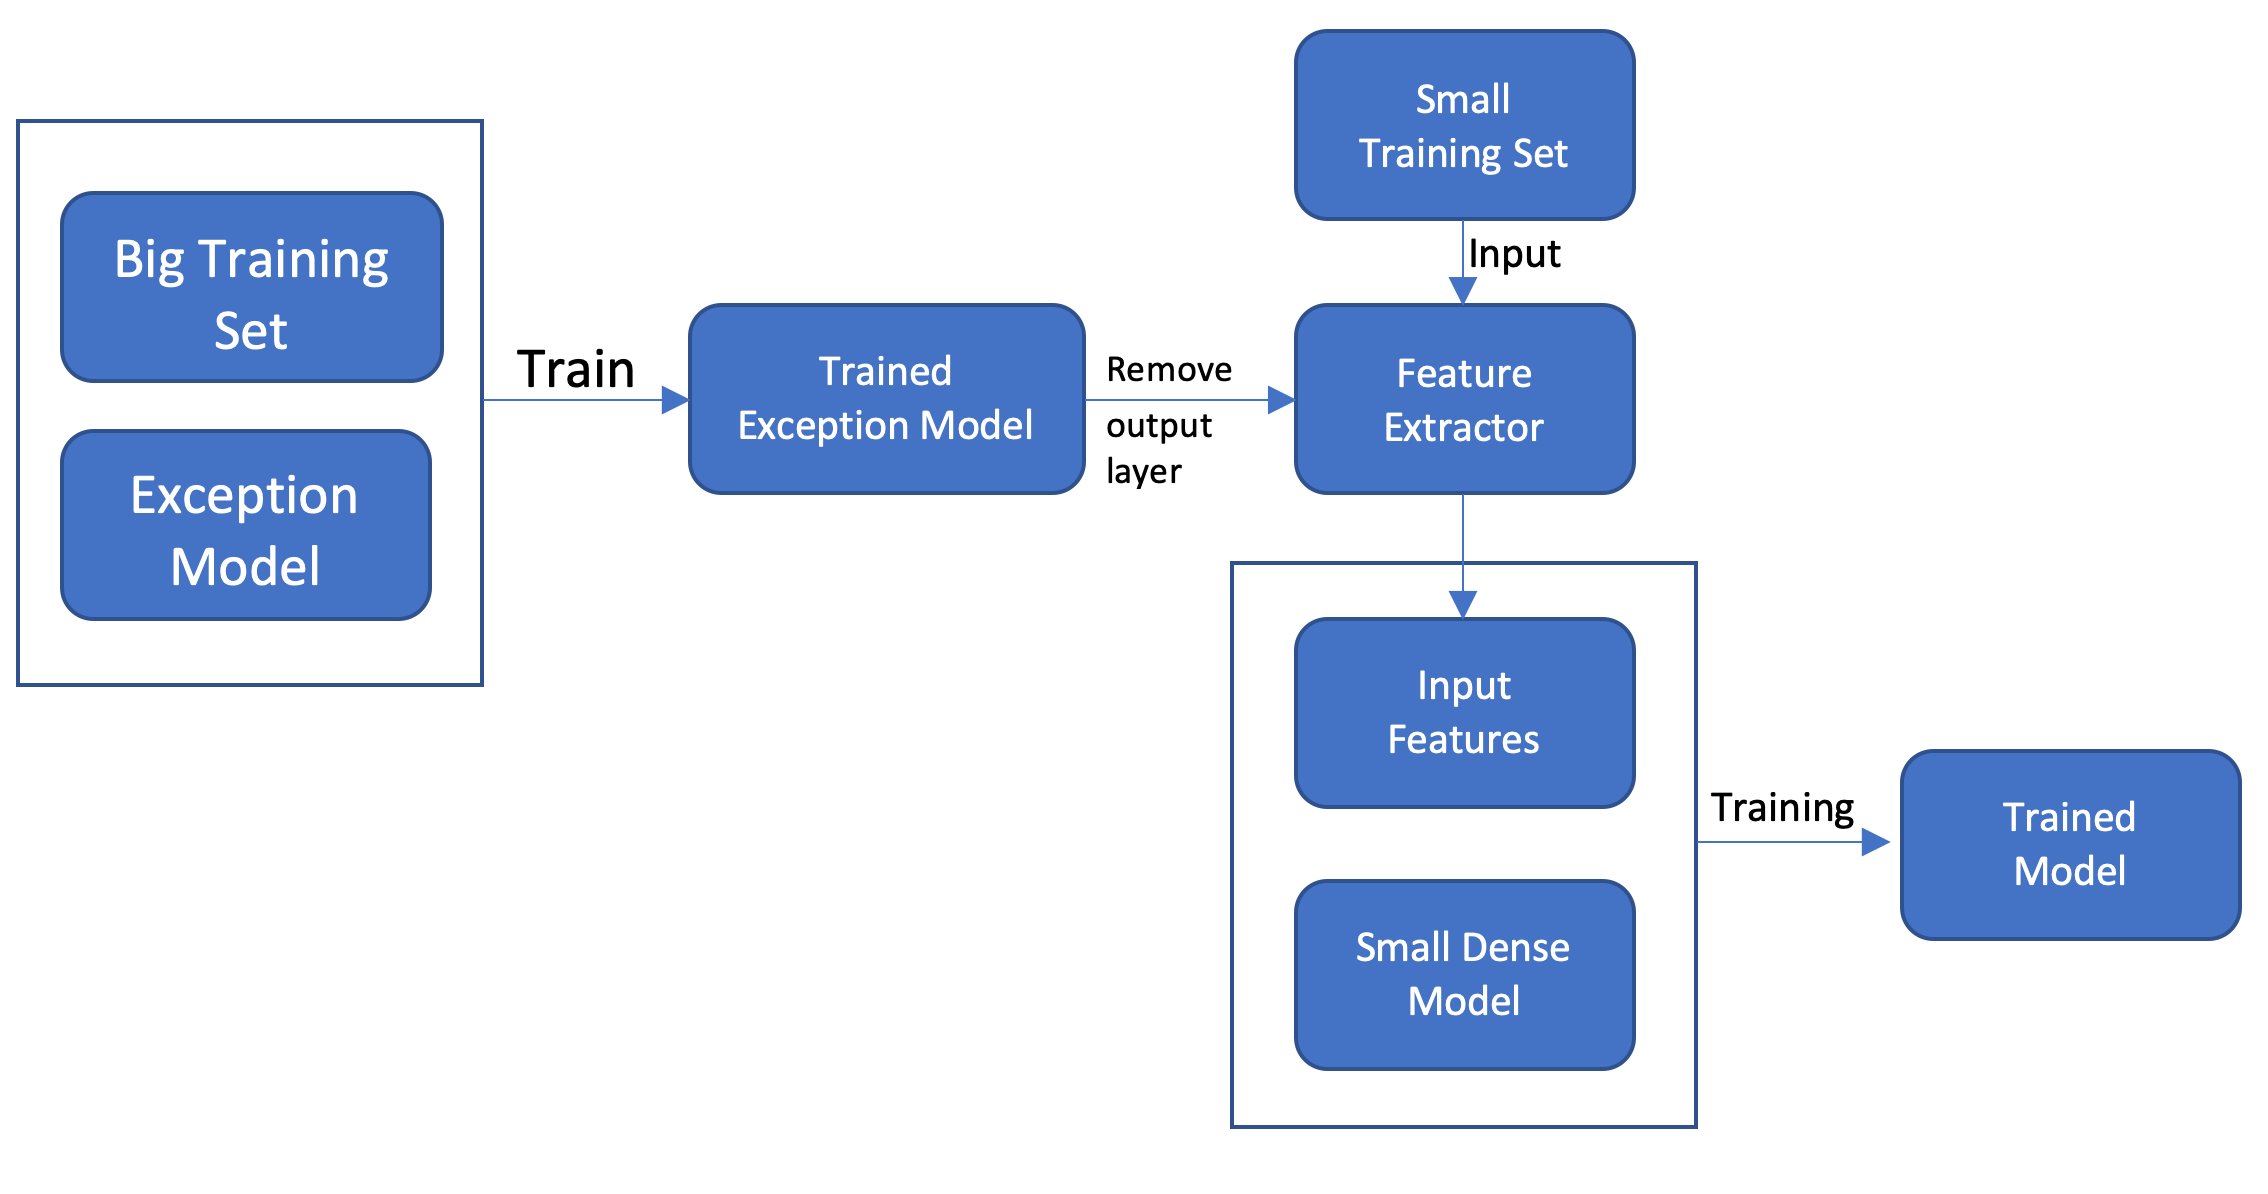 Big Training
Set
Exception
Model
Train
Trained
Exception Model
Remove
output
layer
Small
Training Set
Input
Feature
Extractor
Input
Features
Small Dense
Model
Training
Trained
Model